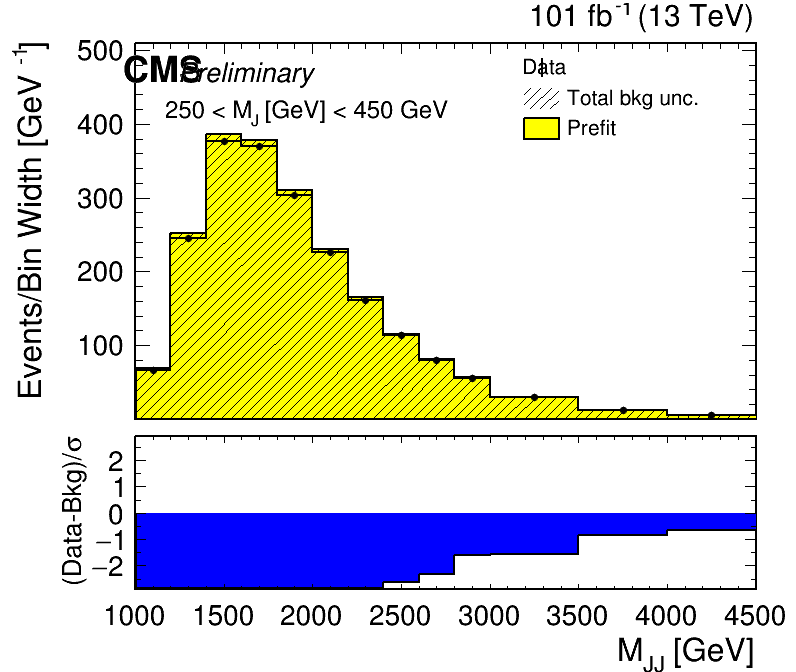 101 fb⁻¹ (13 TeV)
CMS Preliminary
250 < M_J [GeV] < 450 GeV
Data
Total bkg unc.
Prefit
Events/Bin Width [GeV⁻¹]
500
400
300
200
100
(Data-Bkg)/σ
2
1
0
−1
−2
1000 1500 2000 2500 3000 3500 4000 4500
M_JJ [GeV]